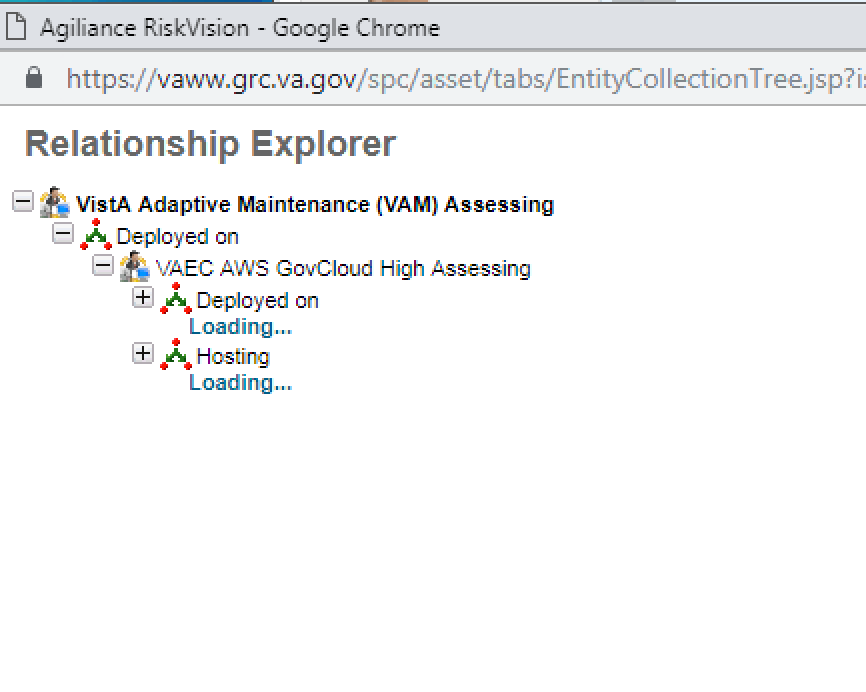 Agiliance RiskVision - Google Chrome
https://vaww.grc.va.gov/spc/asset/tabs/EntityCollectionTree.jsp?is
Relationship Explorer
VistA Adaptive Maintenance (VAM) Assessing
Deployed on
VAEC AWS GovCloud High Assessing
Deployed on
Loading...
Hosting
Loading...